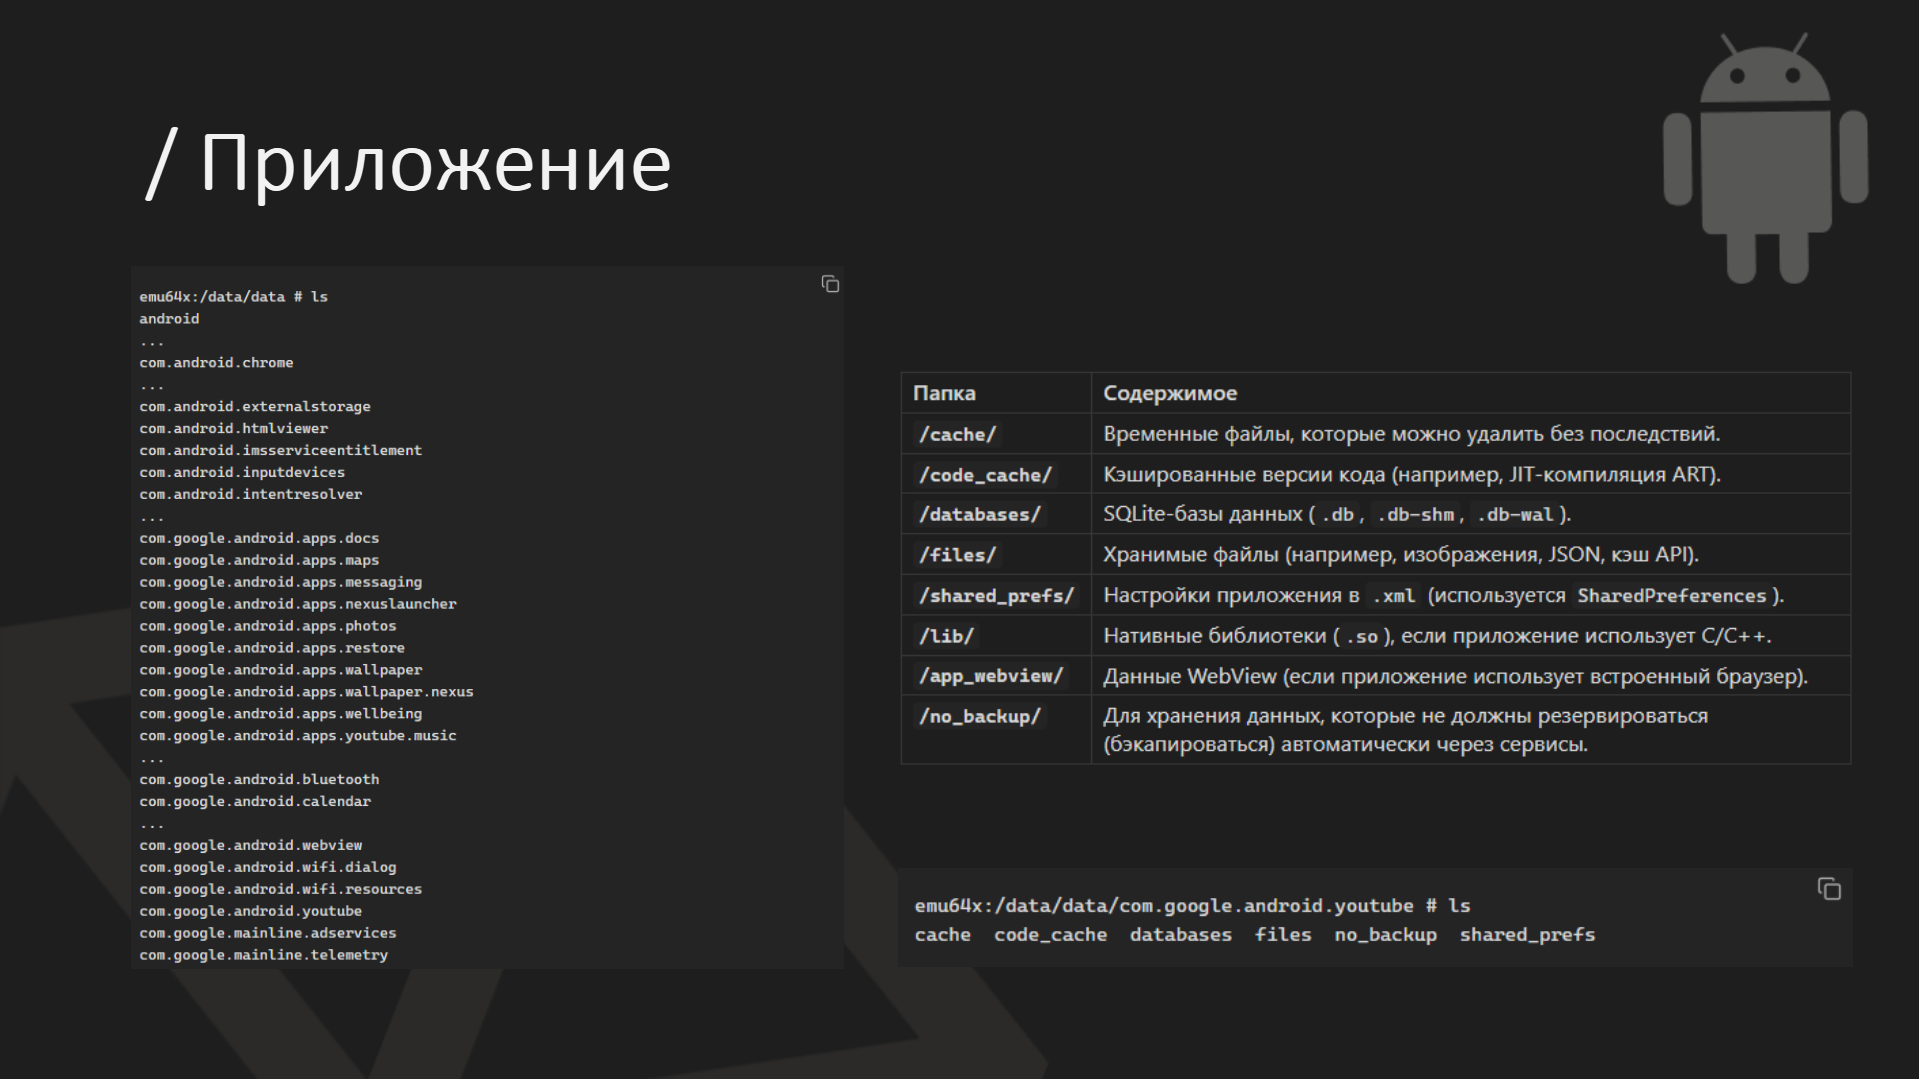 / Приложение
emu64x:/data/data # ls
android
...
com.android.chrome
...
com.android.externalstorage
com.android.htmlviewer
com.android.imsserviceentitlement
com.android.inputdevices
com.android.intentresolver
...
com.google.android.apps.docs
com.google.android.apps.maps
com.google.android.apps.messaging
com.google.android.apps.nexuslauncher
com.google.android.apps.photos
com.google.android.apps.restore
com.google.android.apps.wallpaper
com.google.android.apps.wallpaper.nexus
com.google.android.apps.wellbeing
com.google.android.apps.youtube.music
...
com.google.android.bluetooth
com.google.android.calendar
...
com.google.android.webview
com.google.android.wifi.dialog
com.google.android.wifi.resources
com.google.android.youtube
com.google.mainline.adservices
com.google.mainline.telemetry
Папка Содержимое
/cache/ Временные файлы, которые можно удалить без последствий.
/code_cache/ Кэшированные версии кода (например, JIT-компиляция ART).
/databases/ SQLite-базы данных ( .db , .db-shm , .db-wal ).
/files/ Хранимые файлы (например, изображения, JSON, кэш API).
/shared_prefs/ Настройки приложения в .xml (используется SharedPreferences ).
/lib/ Нативные библиотеки ( .so ), если приложение использует C/C++.
/app_webview/ Данные WebView (если приложение использует встроенный браузер).
/no_backup/ Для хранения данных, которые не должны резервироваться
(бэкапироваться) автоматически через сервисы.
emu64x:/data/data/com.google.android.youtube # ls
cache code_cache databases files no_backup shared_prefs